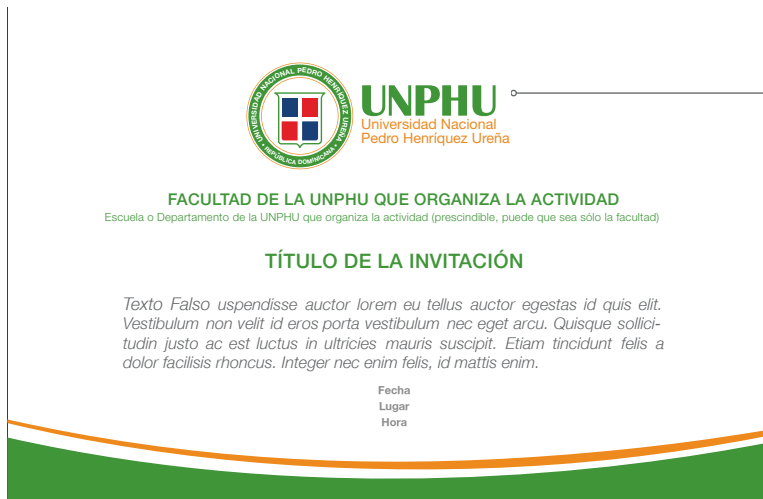 UNIVERSIDAD NACIONAL PEDRO HENRÍQUEZ UREÑA
• REPÚBLICA DOMINICANA •
UNPHU
Universidad Nacional
Pedro Henríquez Ureña
FACULTAD DE LA UNPHU QUE ORGANIZA LA ACTIVIDAD
Escuela o Departamento de la UNPHU que organiza la actividad (prescindible, puede que sea sólo la facultad)
TÍTULO DE LA INVITACIÓN
Texto Falso uspendisse auctor lorem eu tellus auctor egestas id quis elit.
Vestibulum non velit id eros porta vestibulum nec eget arcu. Quisque sollici-
tudin justo ac est luctus in ultricies mauris suscipit. Etiam tincidunt felis a
dolor facilisis rhoncus. Integer nec enim felis, id mattis enim.
Fecha
Lugar
Hora